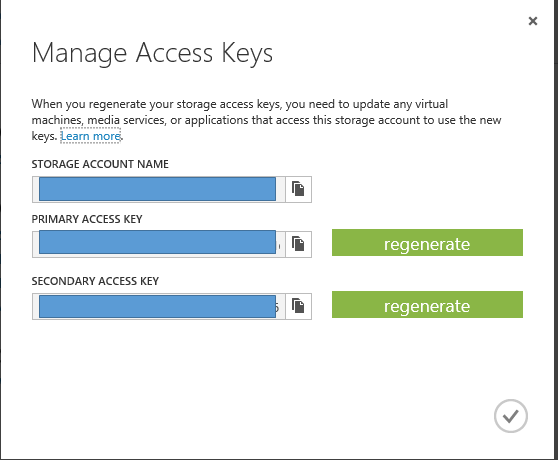 Manage Access Keys
When you regenerate your storage access keys, you need to update any virtual
machines, media services, or applications that access this storage account to use the new
keys. Learn more.
STORAGE ACCOUNT NAME
PRIMARY ACCESS KEY
regenerate
SECONDARY ACCESS KEY
regenerate